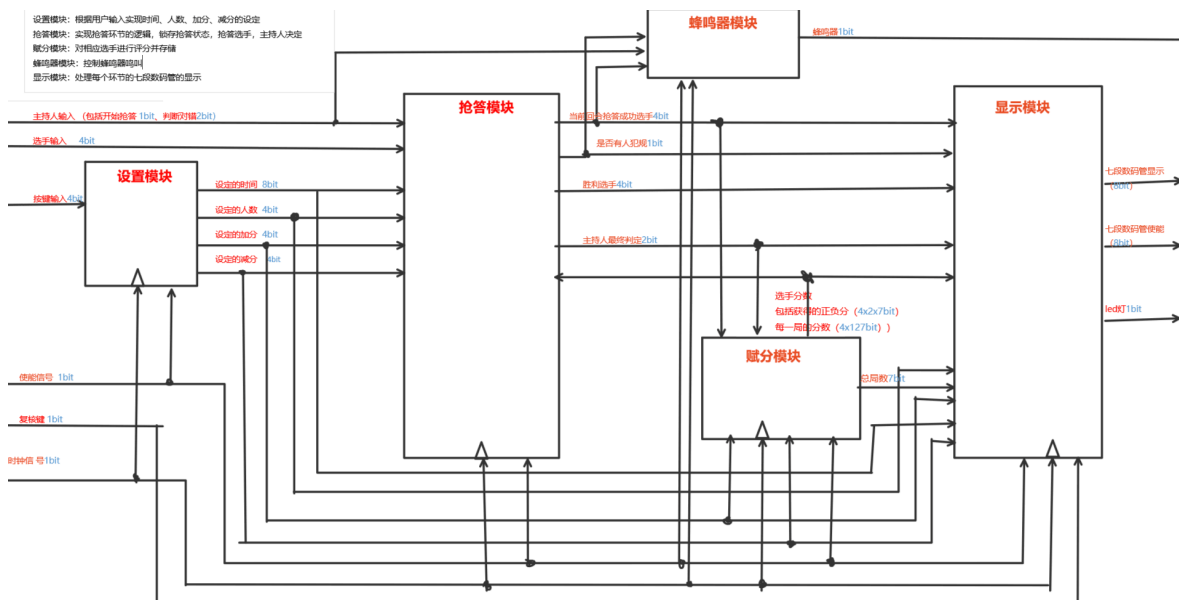 设置模块：根据用户输入实现时间、人数、加分、减分的设定
抢答模块：实现抢答环节的逻辑，锁存抢答状态，抢答选手，主持人决定
赋分模块：对相应选手进行评分并存储
蜂鸣器模块：控制蜂鸣器鸣叫
显示模块：处理每个环节的七段数码管的显示
蜂鸣器模块
蜂鸣器1bit
主持人输入（包括开始抢答 1bit、判断对错2bit）
选手输入 4bit
按键输入4bit
设置模块
设定的时间 8bit
设定的人数 4bit
设定的加分 4bit
设定的减分 4bit
使能信号 1bit
复核键 1bit
时钟信 号1bit
抢答模块
当前回合抢答成功选手4bit
是否有人犯规1bit
胜利选手4bit
主持人最终判定2bit
选手分数
包括获得的正负分（4x2x7bit）
每一局的分数（4x127bit））
赋分模块
总局数7bit
显示模块
七段数码管显示
（8bit）
七段数码管使能
（8bit）
led灯1bit